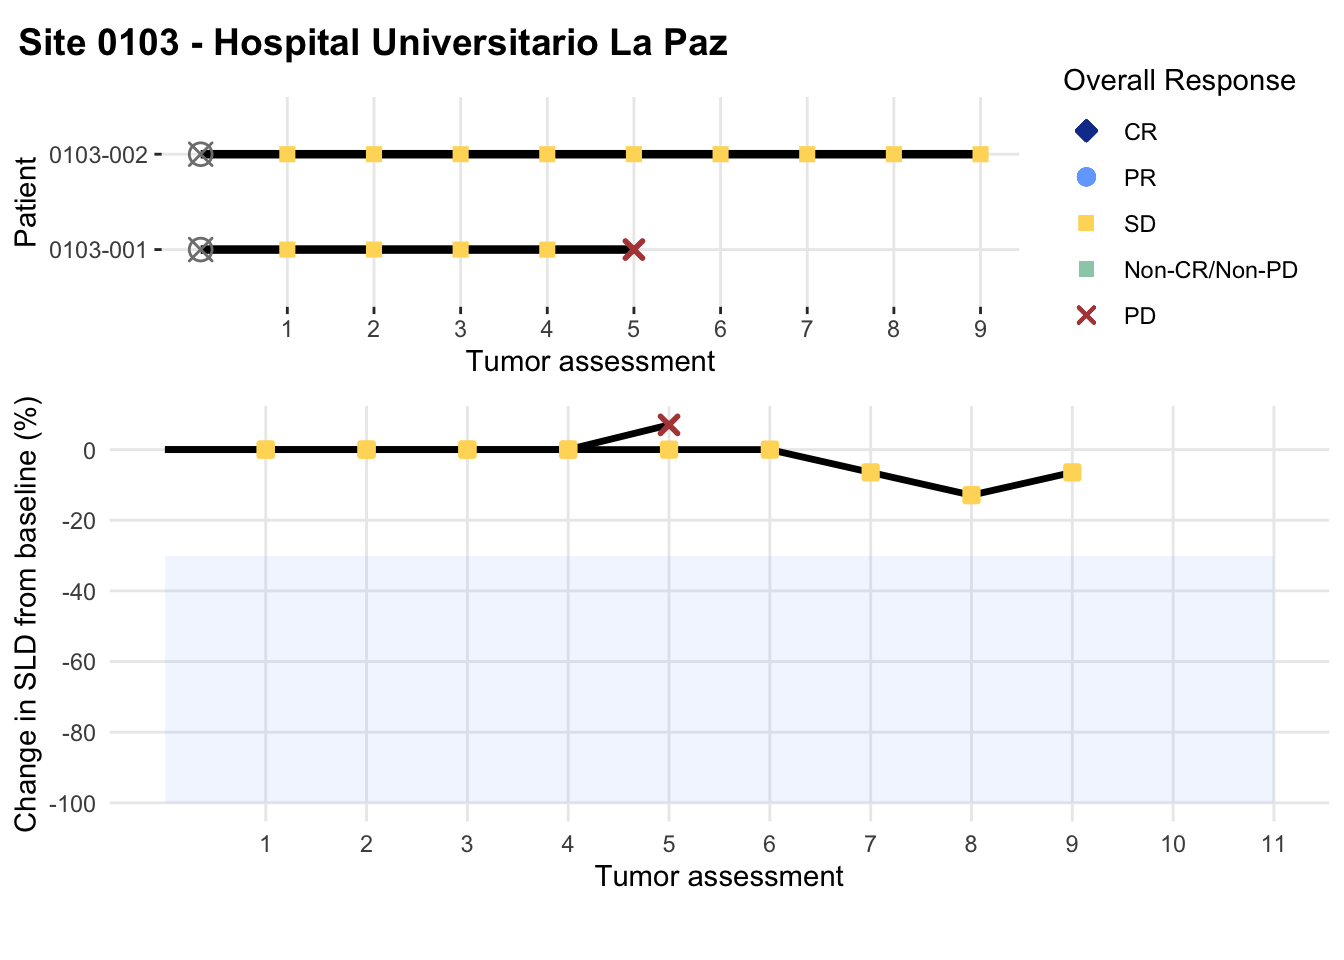 Site 0103 - Hospital Universitario La Paz
Overall Response
CR
PR
SD
Non-CR/Non-PD
PD
Patient
0103-002
0103-001
1 2 3 4 5 6 7 8 9
Tumor assessment
Change in SLD from baseline (%)
0
-20
-40
-60
-80
-100
1 2 3 4 5 6 7 8 9 10 11
Tumor assessment